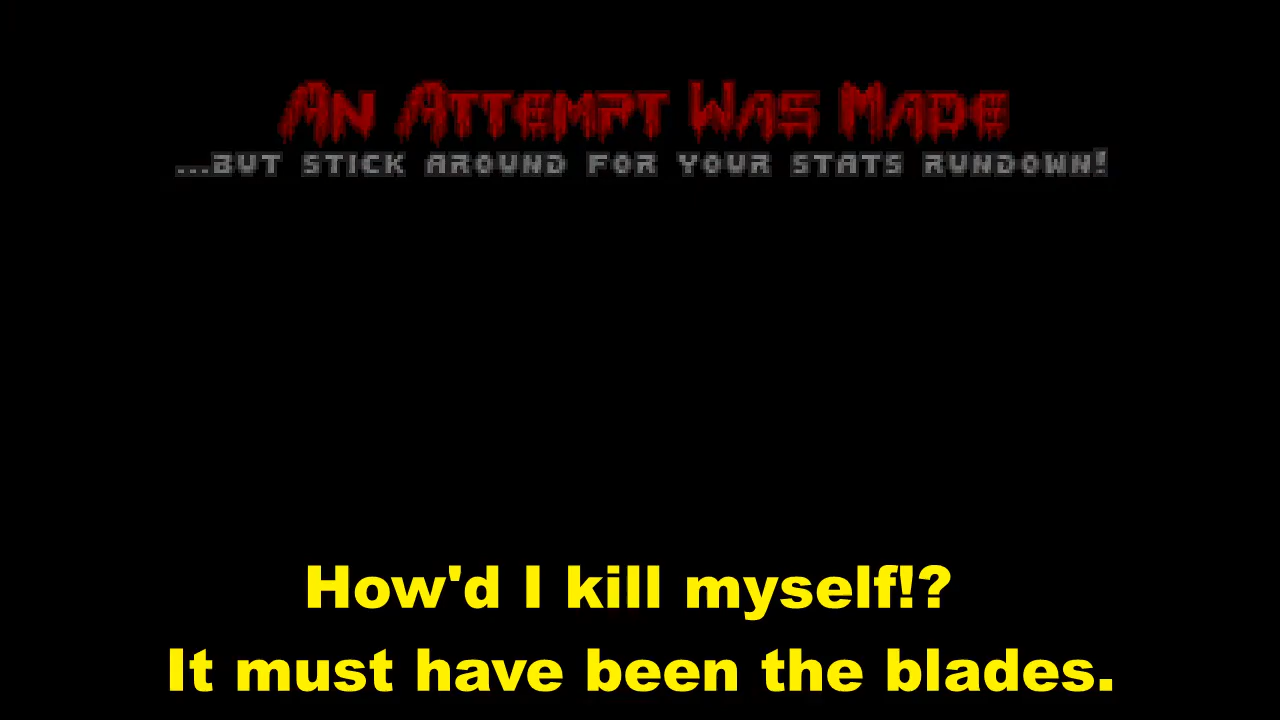 An Attempt Was Made
...BUT STICK AROUND FOR YOUR STATS RUNDOWN!
How'd I kill myself!?
It must have been the blades.